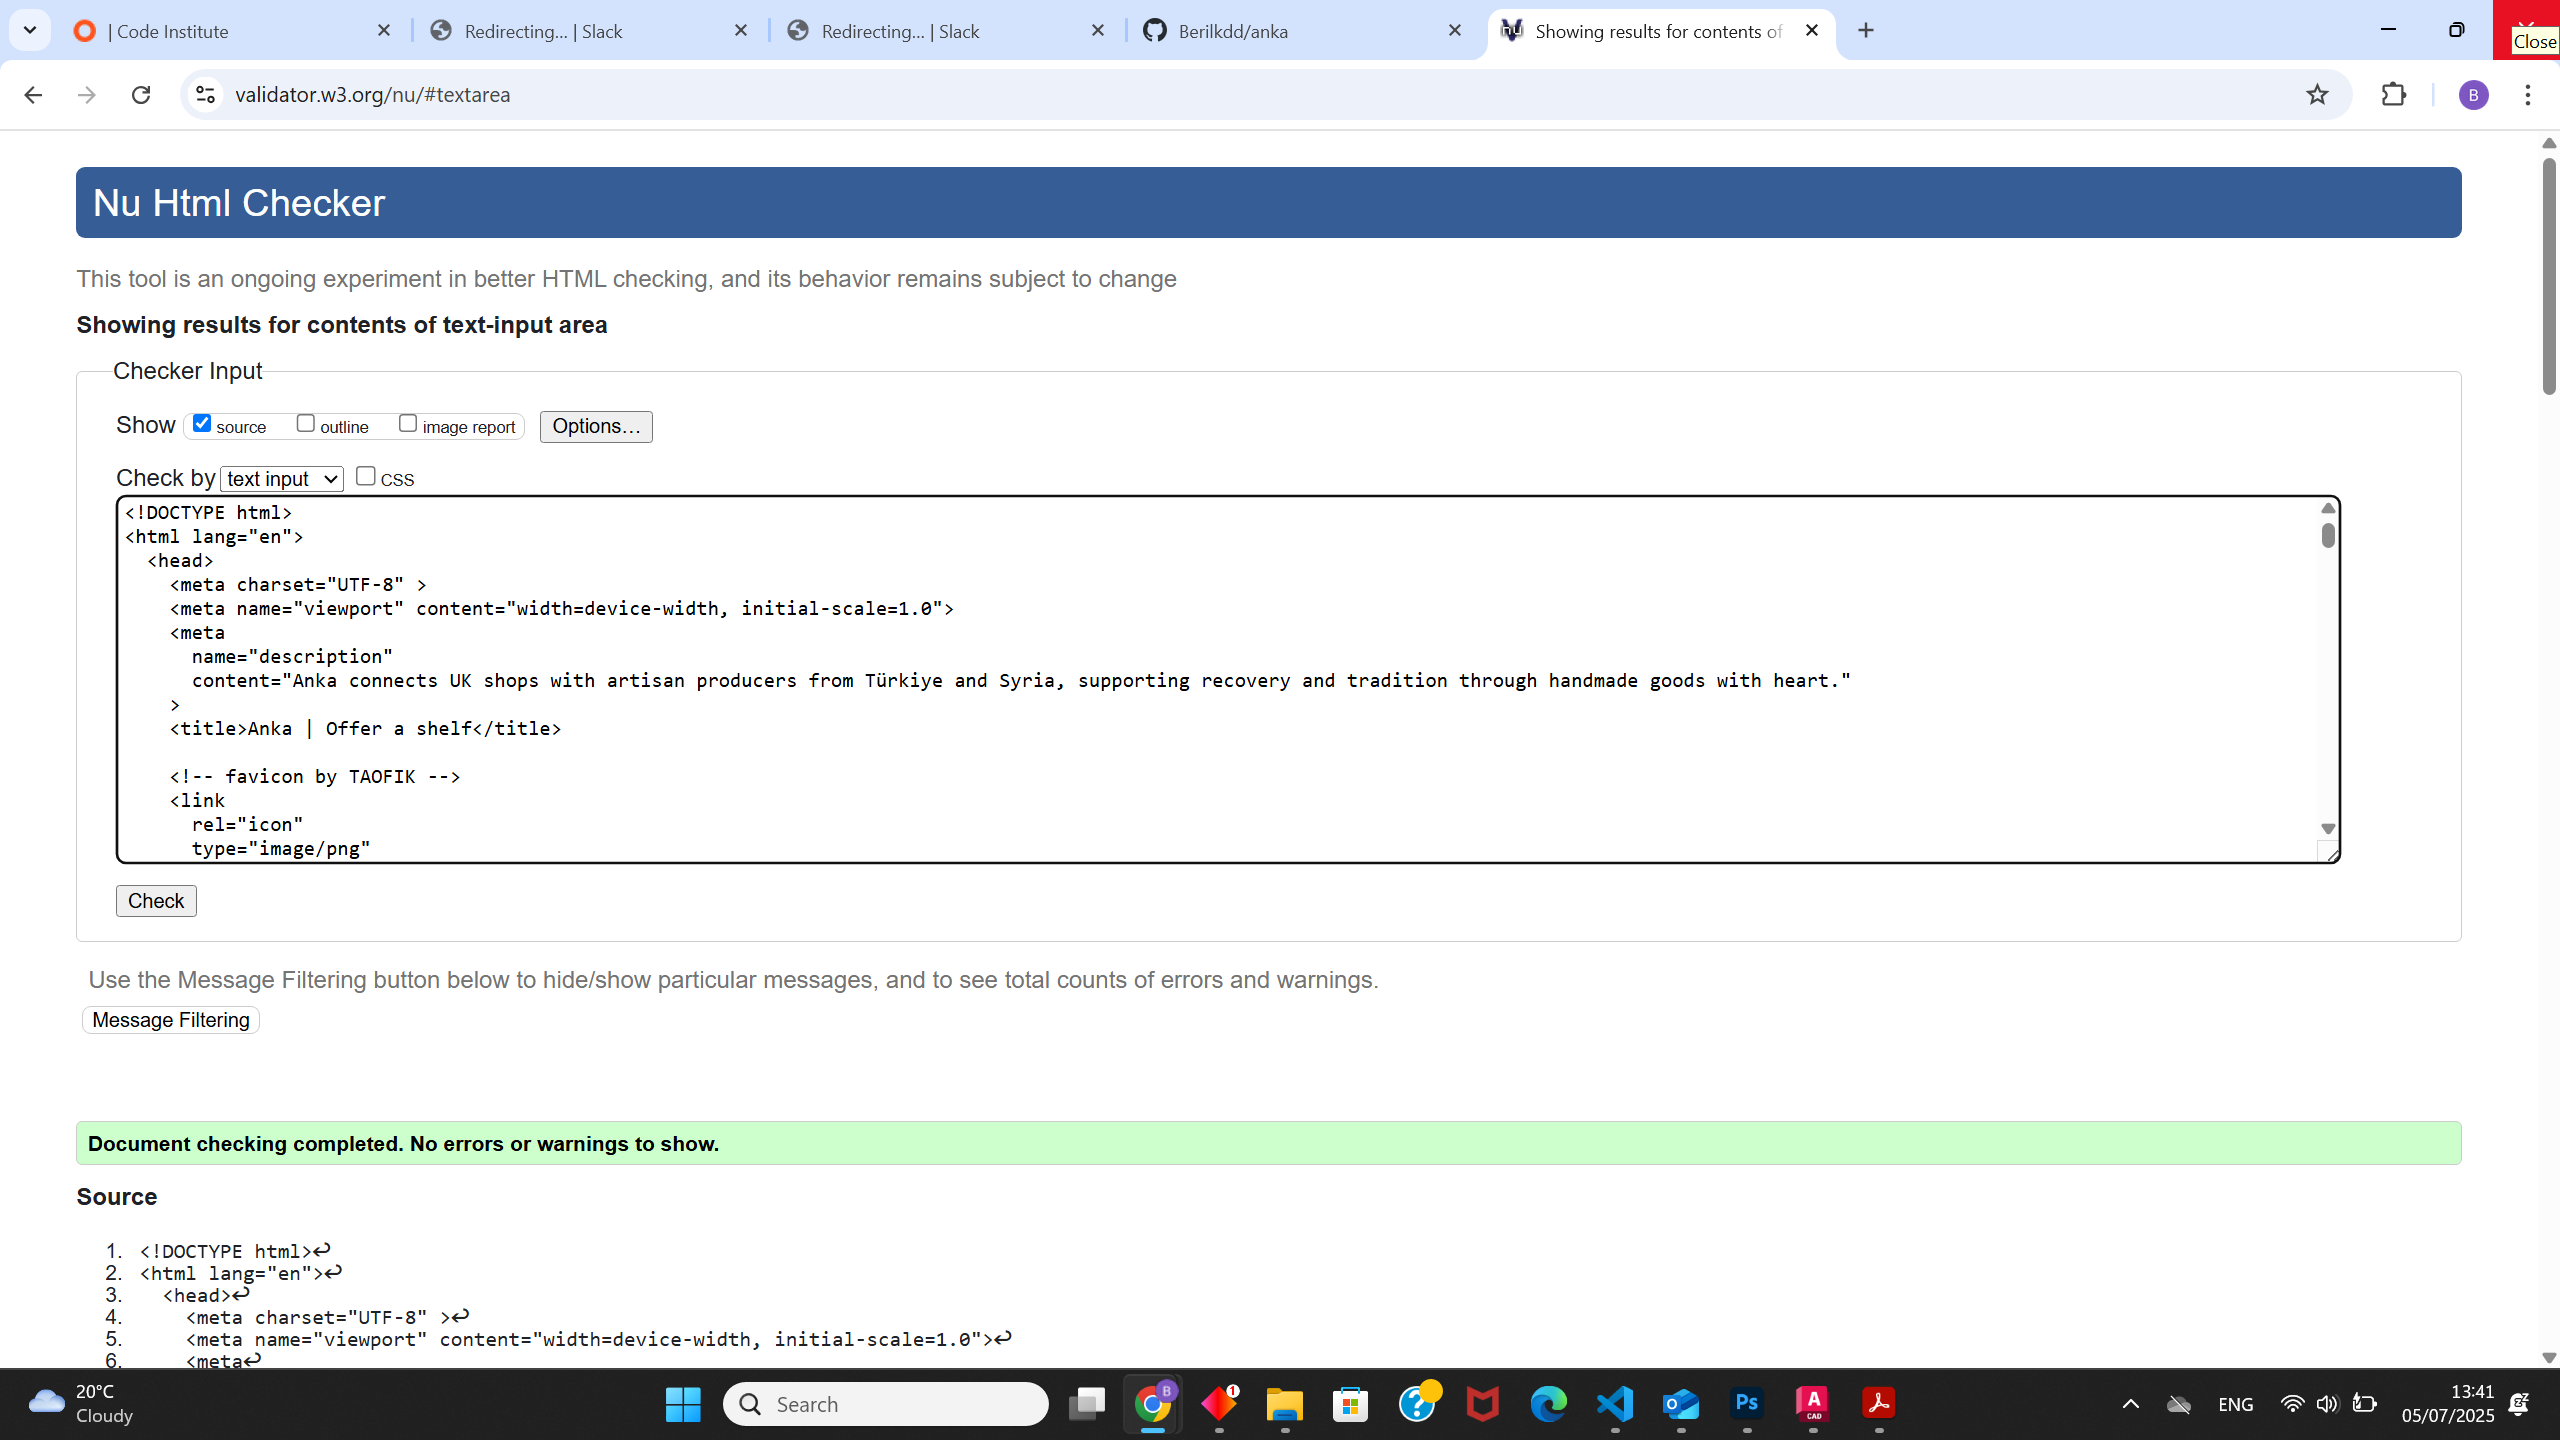 | Code Institute
Redirecting... | Slack
Redirecting... | Slack
Berilkdd/anka
Showing results for contents of
Close
validator.w3.org/nu/#textarea
B
Nu Html Checker
This tool is an ongoing experiment in better HTML checking, and its behavior remains subject to change
Showing results for contents of text-input area
Checker Input
Show source outline image report Options…
Check by text input CSS
<!DOCTYPE html>
<html lang="en">
<head>
<meta charset="UTF-8" >
<meta name="viewport" content="width=device-width, initial-scale=1.0">
<meta
name="description"
content="Anka connects UK shops with artisan producers from Türkiye and Syria, supporting recovery and tradition through handmade goods with heart."
>
<title>Anka | Offer a shelf</title>
<!-- favicon by TAOFIK -->
<link
rel="icon"
type="image/png"
Check
Use the Message Filtering button below to hide/show particular messages, and to see total counts of errors and warnings.
Message Filtering
Document checking completed. No errors or warnings to show.
Source
1. <!DOCTYPE html>↩
2. <html lang="en">↩
3. <head>↩
4. <meta charset="UTF-8" >↩
5. <meta name="viewport" content="width=device-width, initial-scale=1.0">↩
6. <meta↩
20°C
Cloudy
Search
B
1
Ps
A
CAD
ENG
13:41
05/07/2025